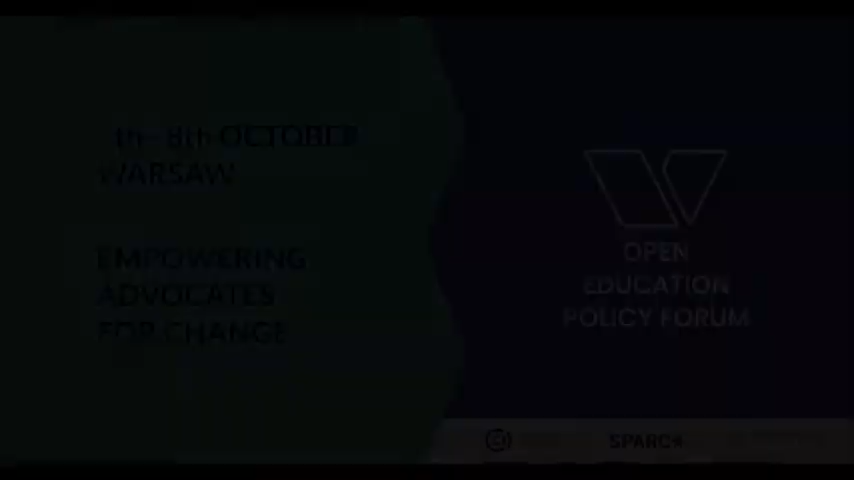 8th OCTOBER
WARSAW
EMPOWERING
ADVOCATES
FOR CHANGE
OPEN
EDUCATION
POLICY FORUM
SPARC*